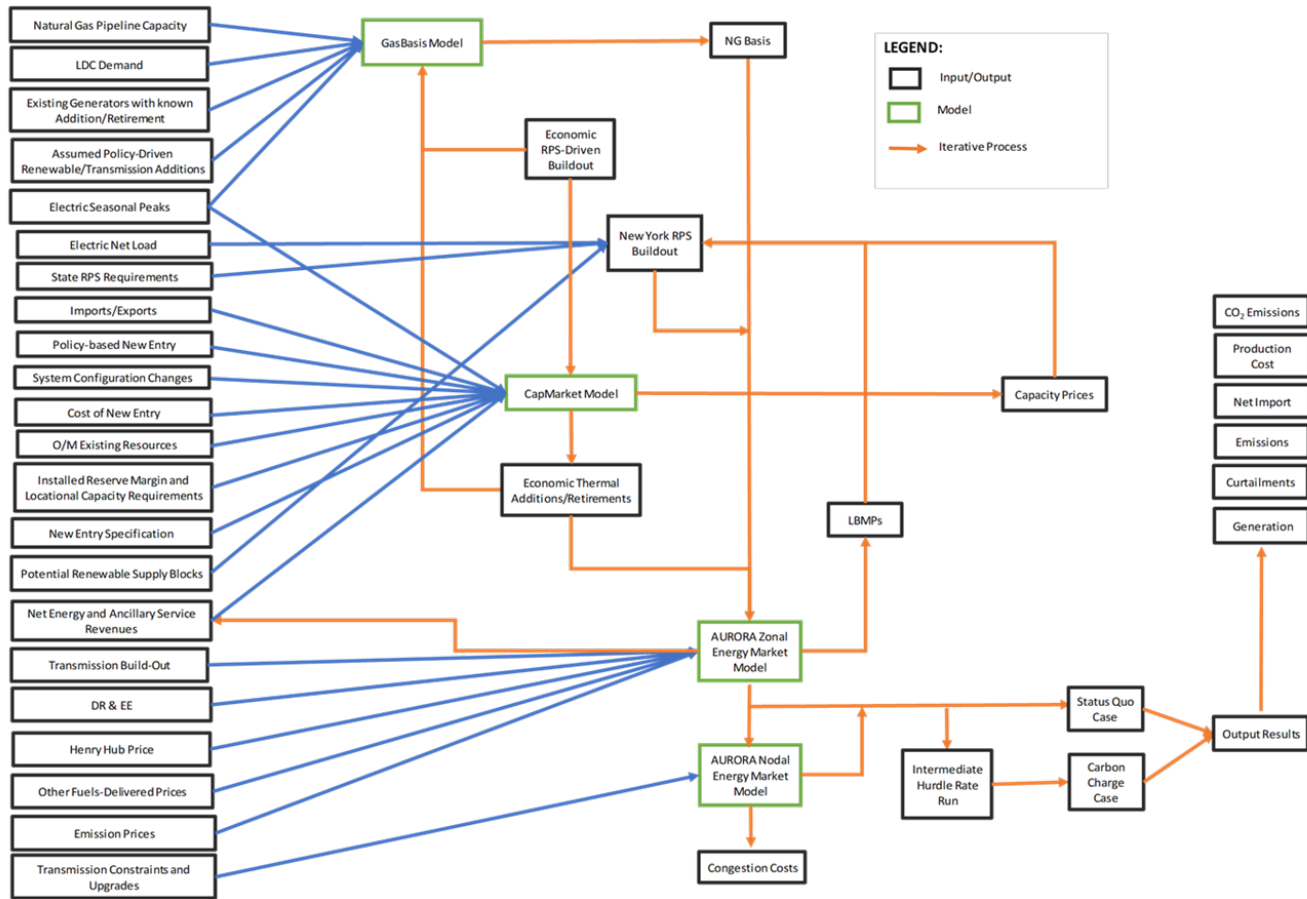 Natural Gas Pipeline Capacity
LDC Demand
Existing Generators with known
Addition/Retirement
Assumed Policy-Driven
Renewable/Transmission Additions
Electric Seasonal Peaks
Electric Net Load
State RPS Requirements
Imports/Exports
Policy-based New Entry
System Configuration Changes
Cost of New Entry
O/M Existing Resources
Installed Reserve Margin and
Locational Capacity Requirements
New Entry Specification
Potential Renewable Supply Blocks
Net Energy and Ancillary Service
Revenues
Transmission Build-Out
DR & EE
Henry Hub Price
Other Fuels-Delivered Prices
Emission Prices
Transmission Constraints and
Upgrades
GasBasis Model
NG Basis
Economic
RPS-Driven
Buildout
New York RPS
Buildout
CapMarket Model
Capacity Prices
Economic Thermal
Additions/Retirements
LBMPs
AURORA Zonal
Energy Market
Model
AURORA Nodal
Energy Market
Model
Congestion Costs
Intermediate
Hurdle Rate
Run
Status Quo
Case
Carbon
Charge
Case
Output Results
CO₂ Emissions
Production
Cost
Net Import
Emissions
Curtailments
Generation
LEGEND:
Input/Output
Model
Iterative Process